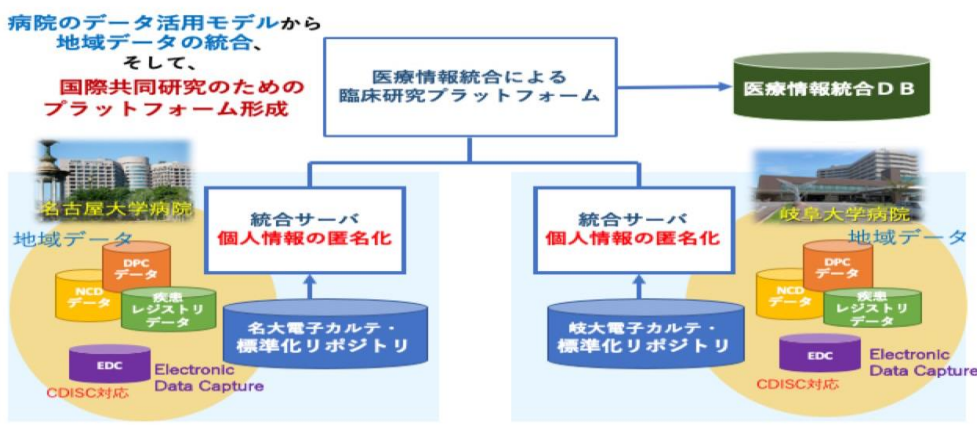 病院のデータ活用モデルから
地域データの統合、
そして、
国際共同研究のための
プラットフォーム形成
医療情報統合による
臨床研究プラットフォーム
医療情報統合ＤＢ
名古屋大学病院
地域データ
DPC
データ
NCD
データ
疾患
レジストリ
データ
EDC
Electronic
Data Capture
CDISC対応
統合サーバ
個人情報の匿名化
名大電子カルテ・
標準化リポジトリ
統合サーバ
個人情報の匿名化
岐大電子カルテ・
標準化リポジトリ
岐阜大学病院
地域データ
DPC
データ
NCD
データ
疾患
レジストリ
データ
EDC
Electronic
Data Capture
CDISC対応